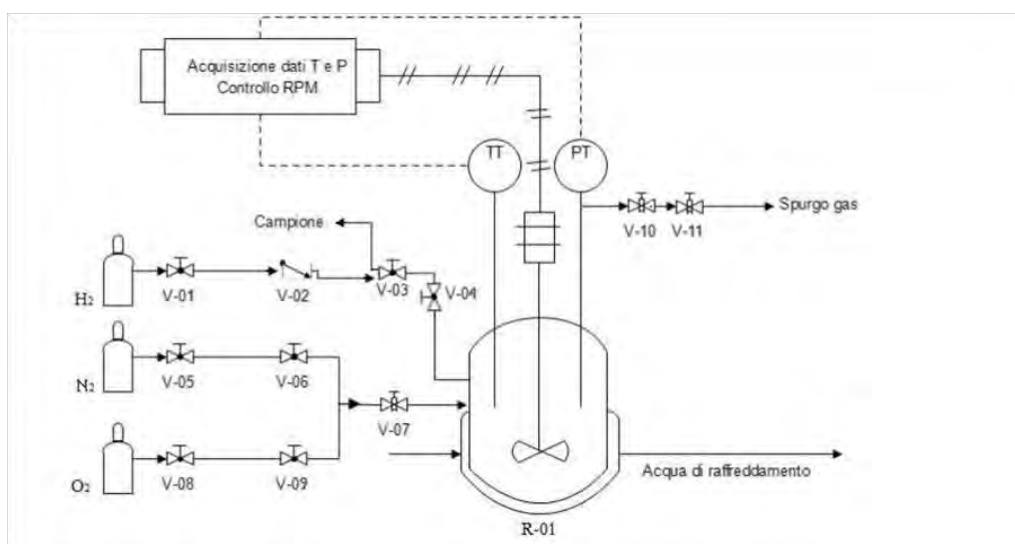 Acquisizione dati T e P
Controllo RPM
TT
PT
Spurgo gas
V-10
V-11
Campione
H2
V-01
V-02
V-03
V-04
N2
V-05
V-06
V-07
O2
V-08
V-09
Acqua di raffreddamento
R-01